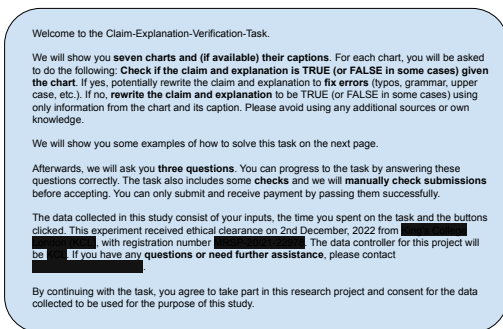 Welcome to the Claim-Explanation-Verification-Task.
We will show you seven charts and (if available) their captions. For each chart, you will be asked
to do the following: Check if the claim and explanation is TRUE (or FALSE in some cases) given
the chart. If yes, potentially rewrite the claim and explanation to fix errors (typos, grammar, upper
case, etc.). If no, rewrite the claim and explanation to be TRUE (or FALSE in some cases) using
only information from the chart and its caption. Please avoid using any additional sources or own
knowledge.
We will show you some examples of how to solve this task on the next page.
Afterwards, we will ask you three questions. You can progress to the task by answering these
questions correctly. The task also includes some checks and we will manually check submissions
before accepting. You can only submit and receive payment by passing them successfully.
The data collected in this study consist of your inputs, the time you spent on the task and the buttons
clicked. This experiment received ethical clearance on 2nd December, 2022 from
, with registration number . The data controller for this project will
be . If you have any questions or need further assistance, please contact
.
By continuing with the task, you agree to take part in this research project and consent for the data
collected to be used for the purpose of this study.